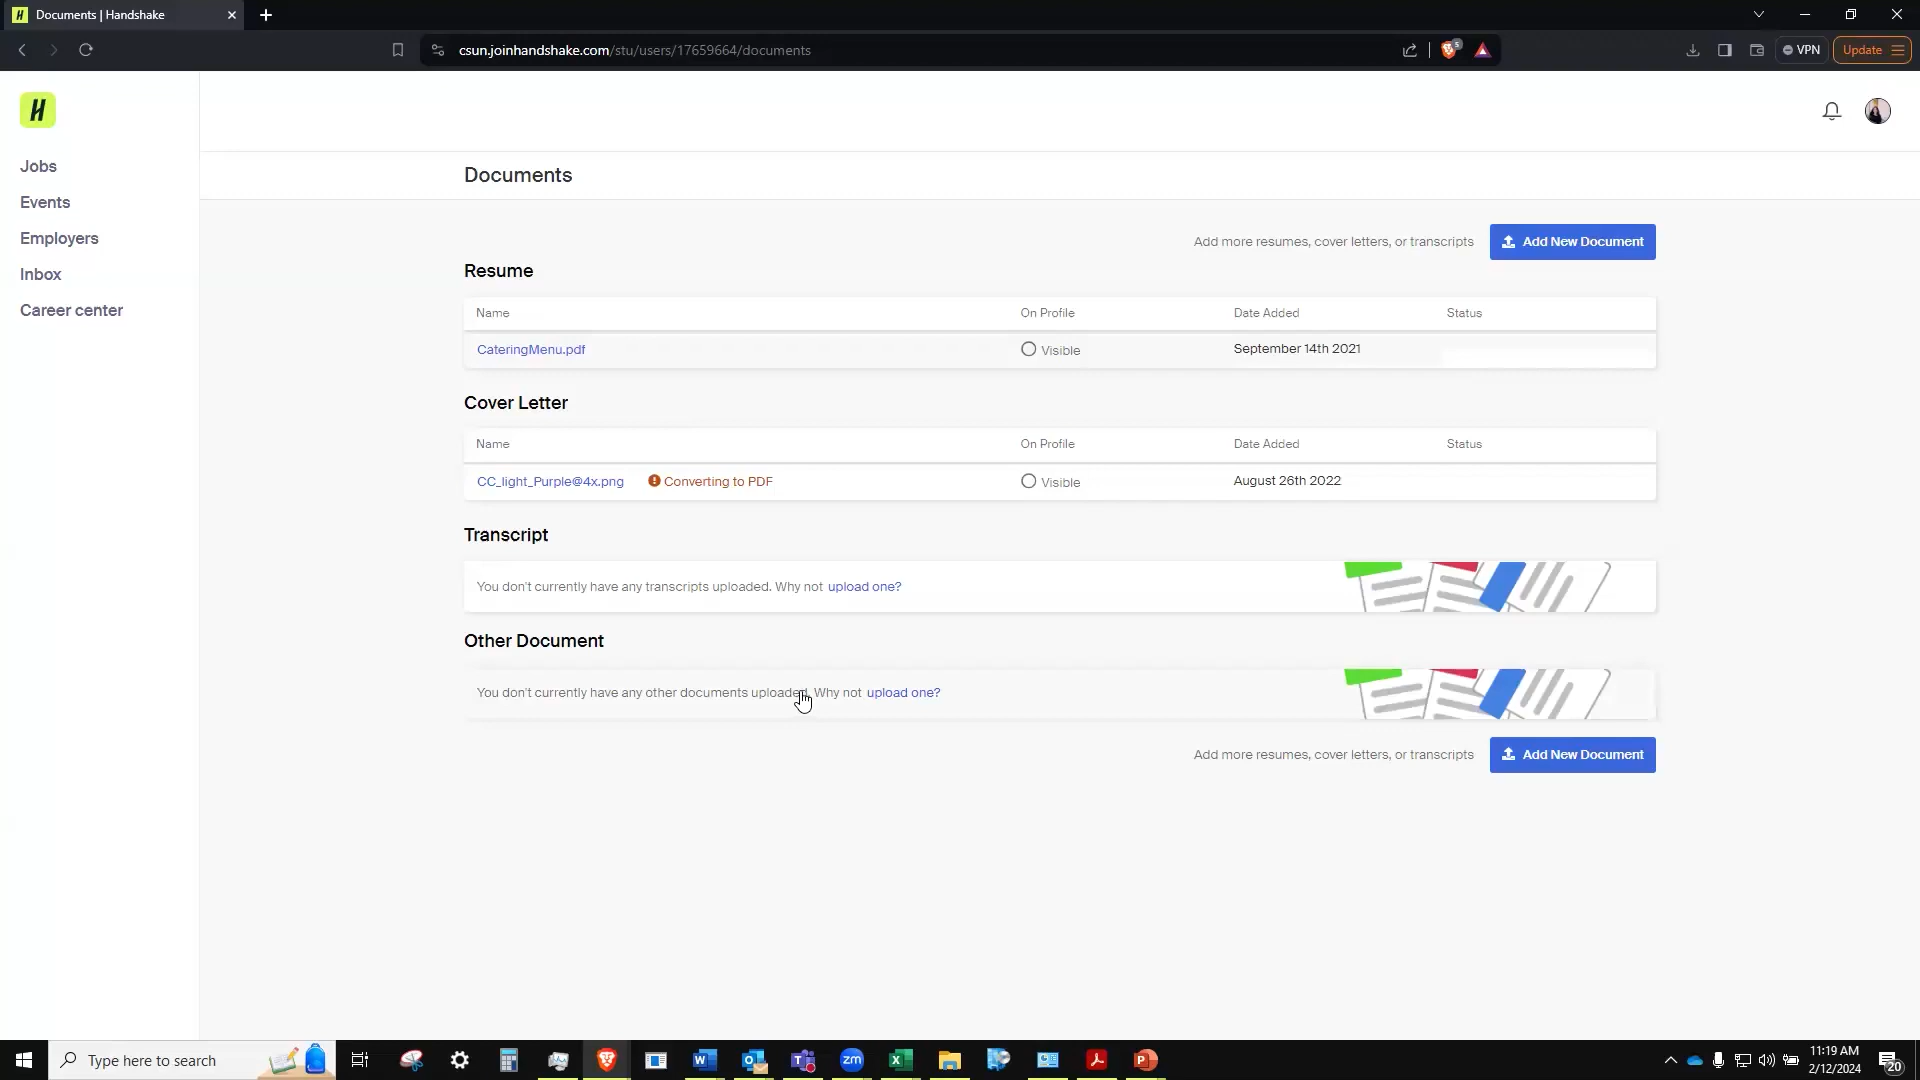 Documents | Handshake
csun.joinhandshake.com/stu/users/17659664/documents
5
VPN
Update
H
Jobs
Events
Employers
Inbox
Career center
Documents
Add more resumes, cover letters, or transcripts Add New Document
Resume
Name On Profile Date Added Status
CateringMenu.pdf Visible September 14th 2021
Cover Letter
Name On Profile Date Added Status
CC_light_Purple@4x.png Converting to PDF Visible August 26th 2022
Transcript
You don't currently have any transcripts uploaded. Why not upload one?
Other Document
You don't currently have any other documents uploaded. Why not upload one?
Add more resumes, cover letters, or transcripts Add New Document
Type here to search
zm
11:19 AM
2/12/2024
20